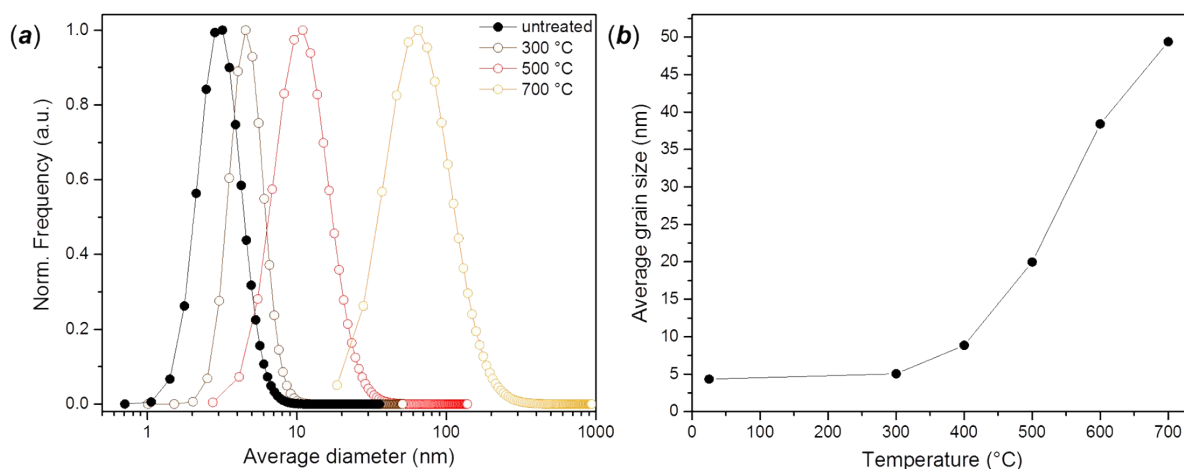 (a)
untreated
300 °C
500 °C
700 °C
Norm. Frequency (a.u.)
1.0
0.8
0.6
0.4
0.2
0.0
1
10
100
1000
Average diameter (nm)
(b)
Average grain size (nm)
50
45
40
35
30
25
20
15
10
5
0
0
100
200
300
400
500
600
700
Temperature (°C)